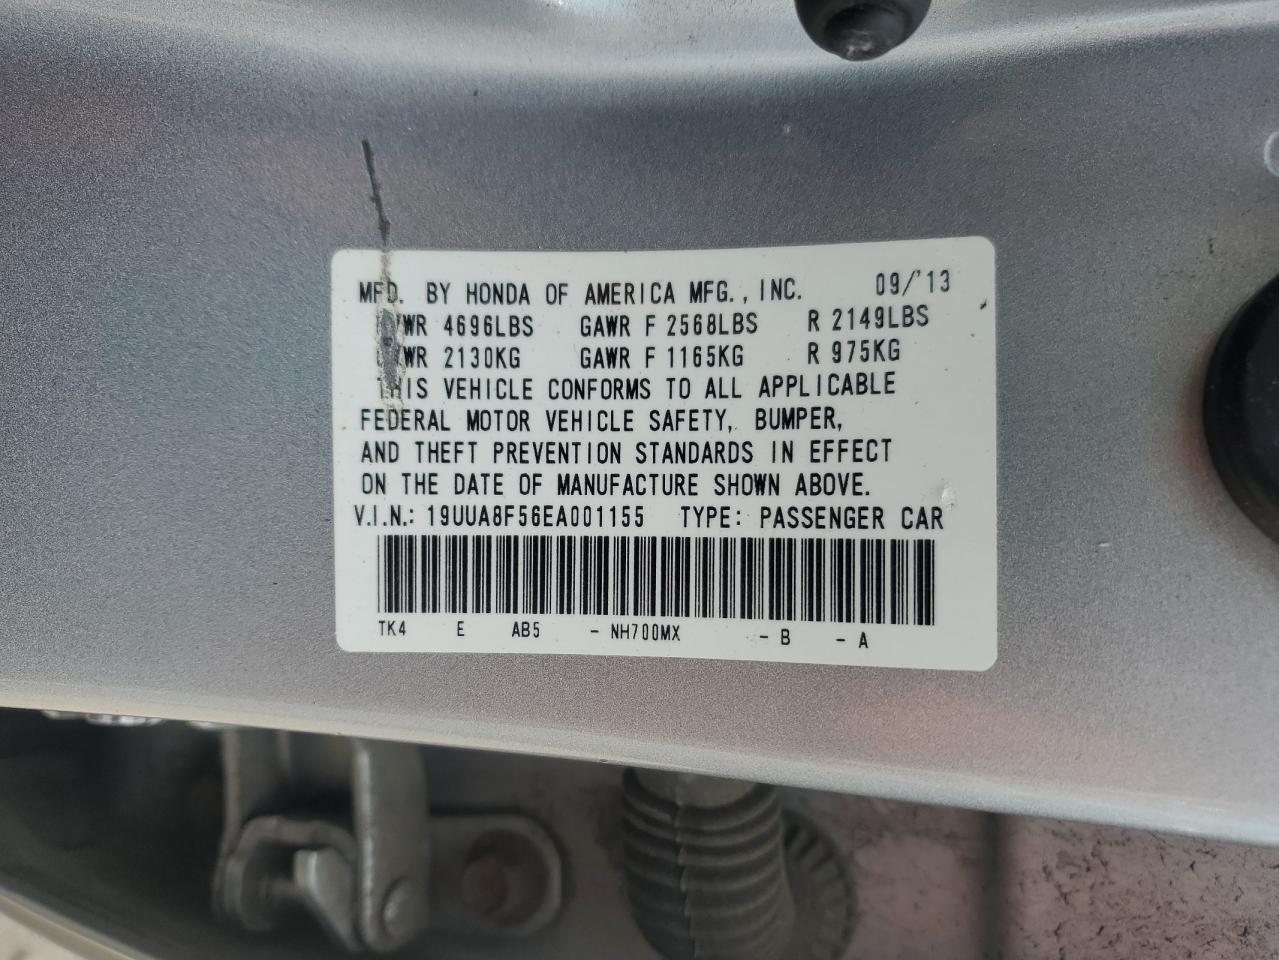 MFD. BY HONDA OF AMERICA MFG., INC. 09/'13
GVWR 4696LBS GAWR F 2568LBS R 2149LBS
GVWR 2130KG GAWR F 1165KG R 975KG
THIS VEHICLE CONFORMS TO ALL APPLICABLE
FEDERAL MOTOR VEHICLE SAFETY, BUMPER,
AND THEFT PREVENTION STANDARDS IN EFFECT
ON THE DATE OF MANUFACTURE SHOWN ABOVE.
V.I.N.: 19UUA8F56EA001155 TYPE: PASSENGER CAR
TK4 E AB5 - NH700MX - B - A